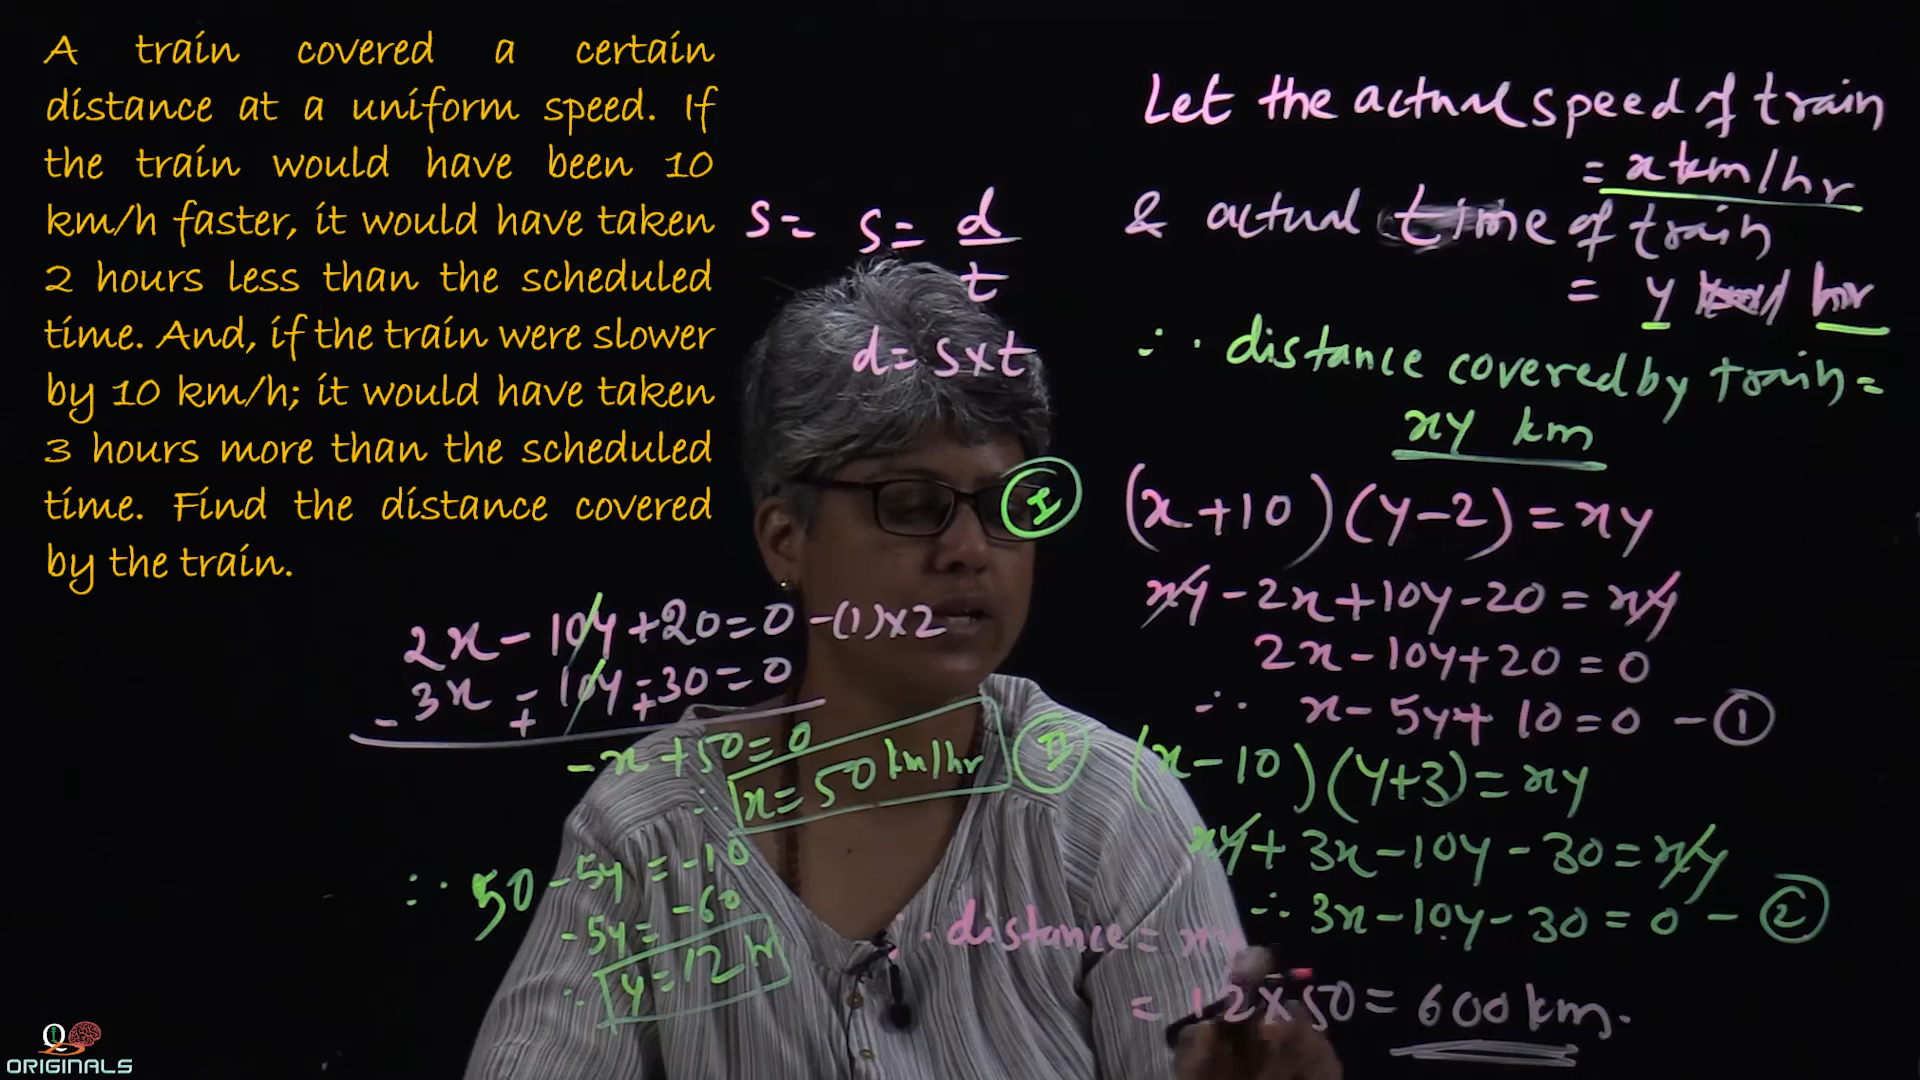 A train covered a certain
distance at a uniform speed. If
the train would have been 10
km/h faster, it would have taken
2 hours less than the scheduled
time. And, if the train were slower
by 10 km/h; it would have taken
3 hours more than the scheduled
time. Find the distance covered
by the train.
s= s= d/t
d= s×t
Let the actual speed of train
= x km/hr
& actual time of train
= y hr
∴ distance covered by train =
xy km
I (x+10)(y-2)=xy
xy-2x+10y-20=xy
2x-10y+20=0
∴ x-5y+10=0 -①
II (x-10)(y+3)=xy
xy+3x-10y-30=xy
∴ 3x-10y-30=0 -②
2x-10y+20=0 -(1)×2
3x-10y-30=0
- + +
-x+50=0
∴ x=50 km/hr
∴ 50-5y=-10
-5y=-60
∴ y=12 hr
∴ distance = xy
= 12×50=600 km.
ORIGINALS